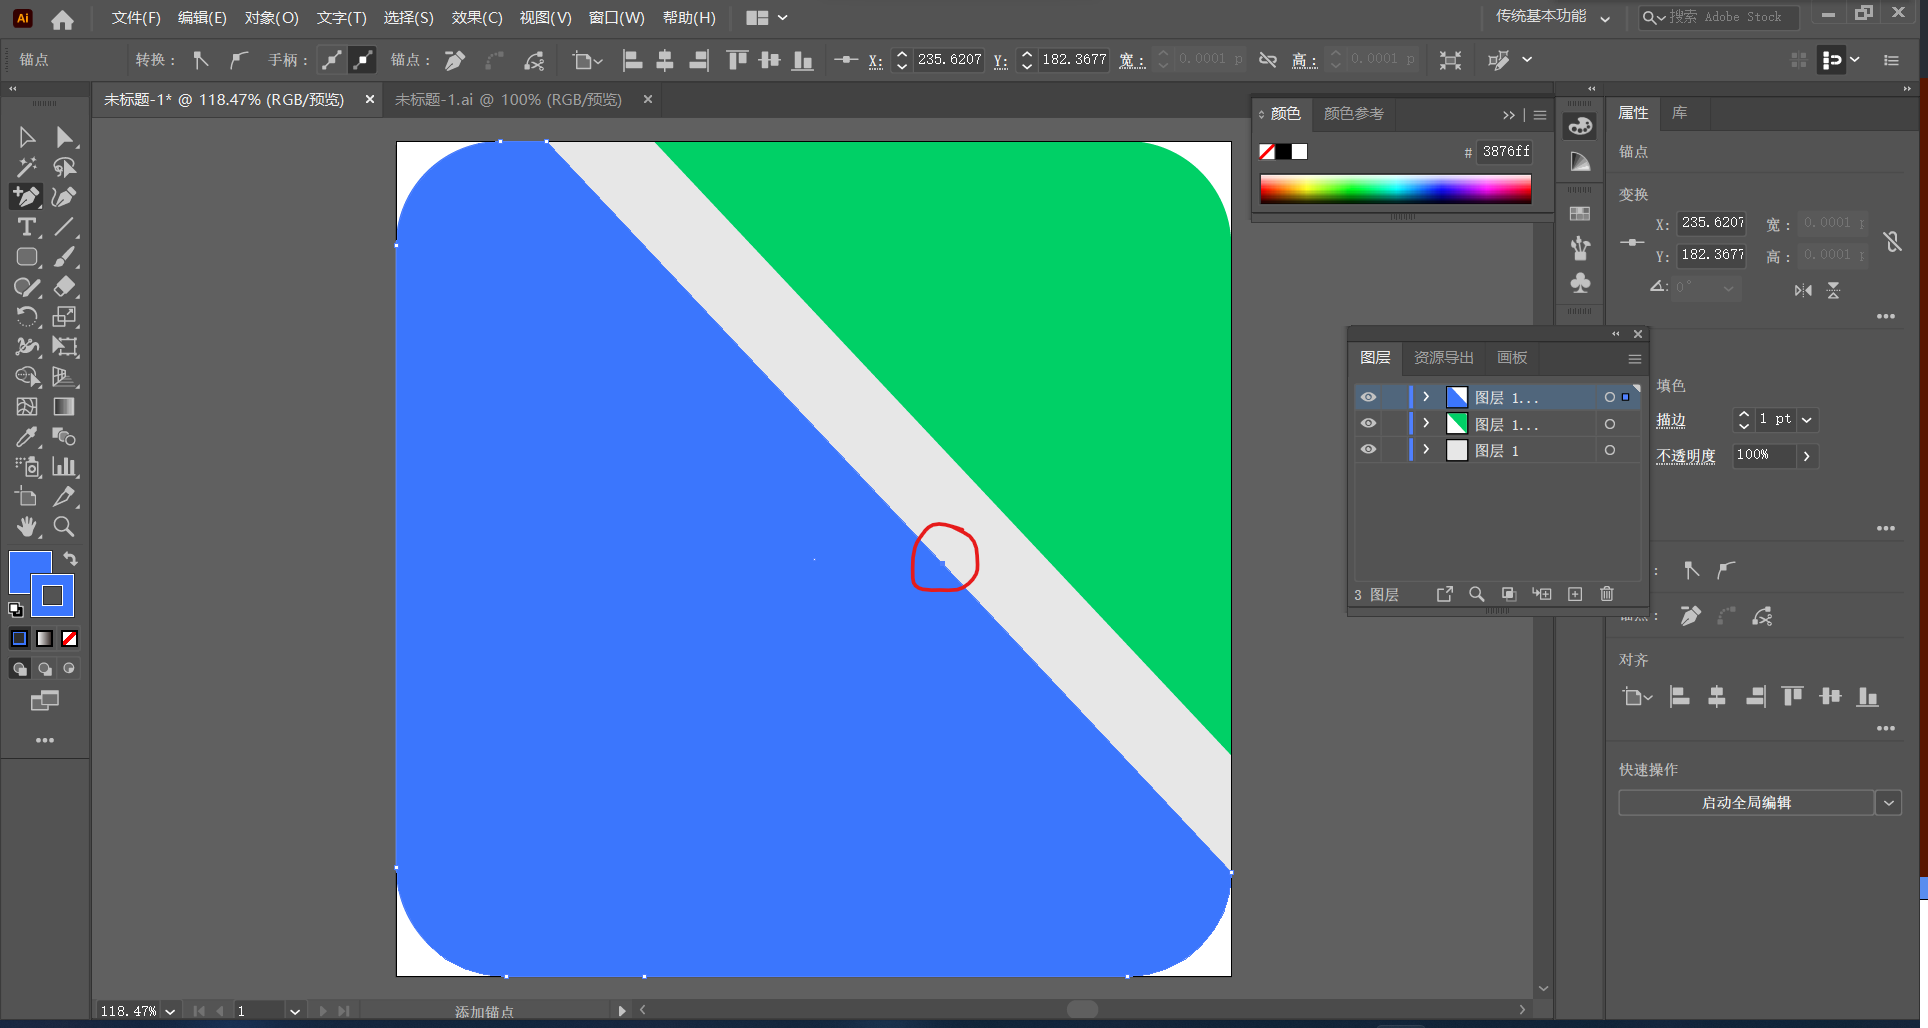 Ai 文件(F) 编辑(E) 对象(O) 文字(T) 选择(S) 效果(C) 视图(V) 窗口(W) 帮助(H) 传统基本功能 搜索 Adobe Stock
锚点 转换： 手柄： 锚点： X: 235.6207 Y: 182.3677 宽： 0.0001 p 高： 0.0001 p
未标题-1* @ 118.47% (RGB/预览) × 未标题-1.ai @ 100% (RGB/预览) ×
颜色 颜色参考
# 3876ff
属性 库
锚点
变换
X: 235.6207 宽： 0.0001 p
Y: 182.3677 高： 0.0001 p
0°
图层 资源导出 画板
图层 1...
图层 1...
图层 1
3 图层
填色
描边 1 pt
不透明度 100%
对齐
快速操作
启动全局编辑
118.47% 1 添加锚点